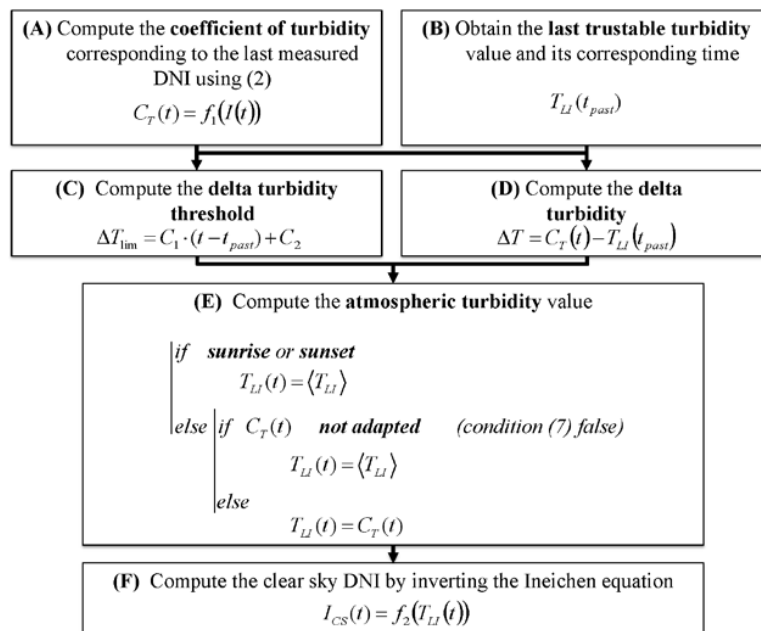 (A) Compute the coefficient of turbidity
corresponding to the last measured
DNI using (2)
C_T(t) = f_1(I(t))
(B) Obtain the last trustable turbidity
value and its corresponding time
T_LI(t_past)
(C) Compute the delta turbidity
threshold
ΔT_lim = C_1·(t−t_past)+C_2
(D) Compute the delta
turbidity
ΔT = C_T(t)−T_LI(t_past)
(E) Compute the atmospheric turbidity value
if sunrise or sunset
T_LI(t) = ⟨T_LI⟩
else if C_T(t) not adapted (condition (7) false)
T_LI(t) = ⟨T_LI⟩
else
T_LI(t) = C_T(t)
(F) Compute the clear sky DNI by inverting the Ineichen equation
I_CS(t) = f_2(T_LI(t))